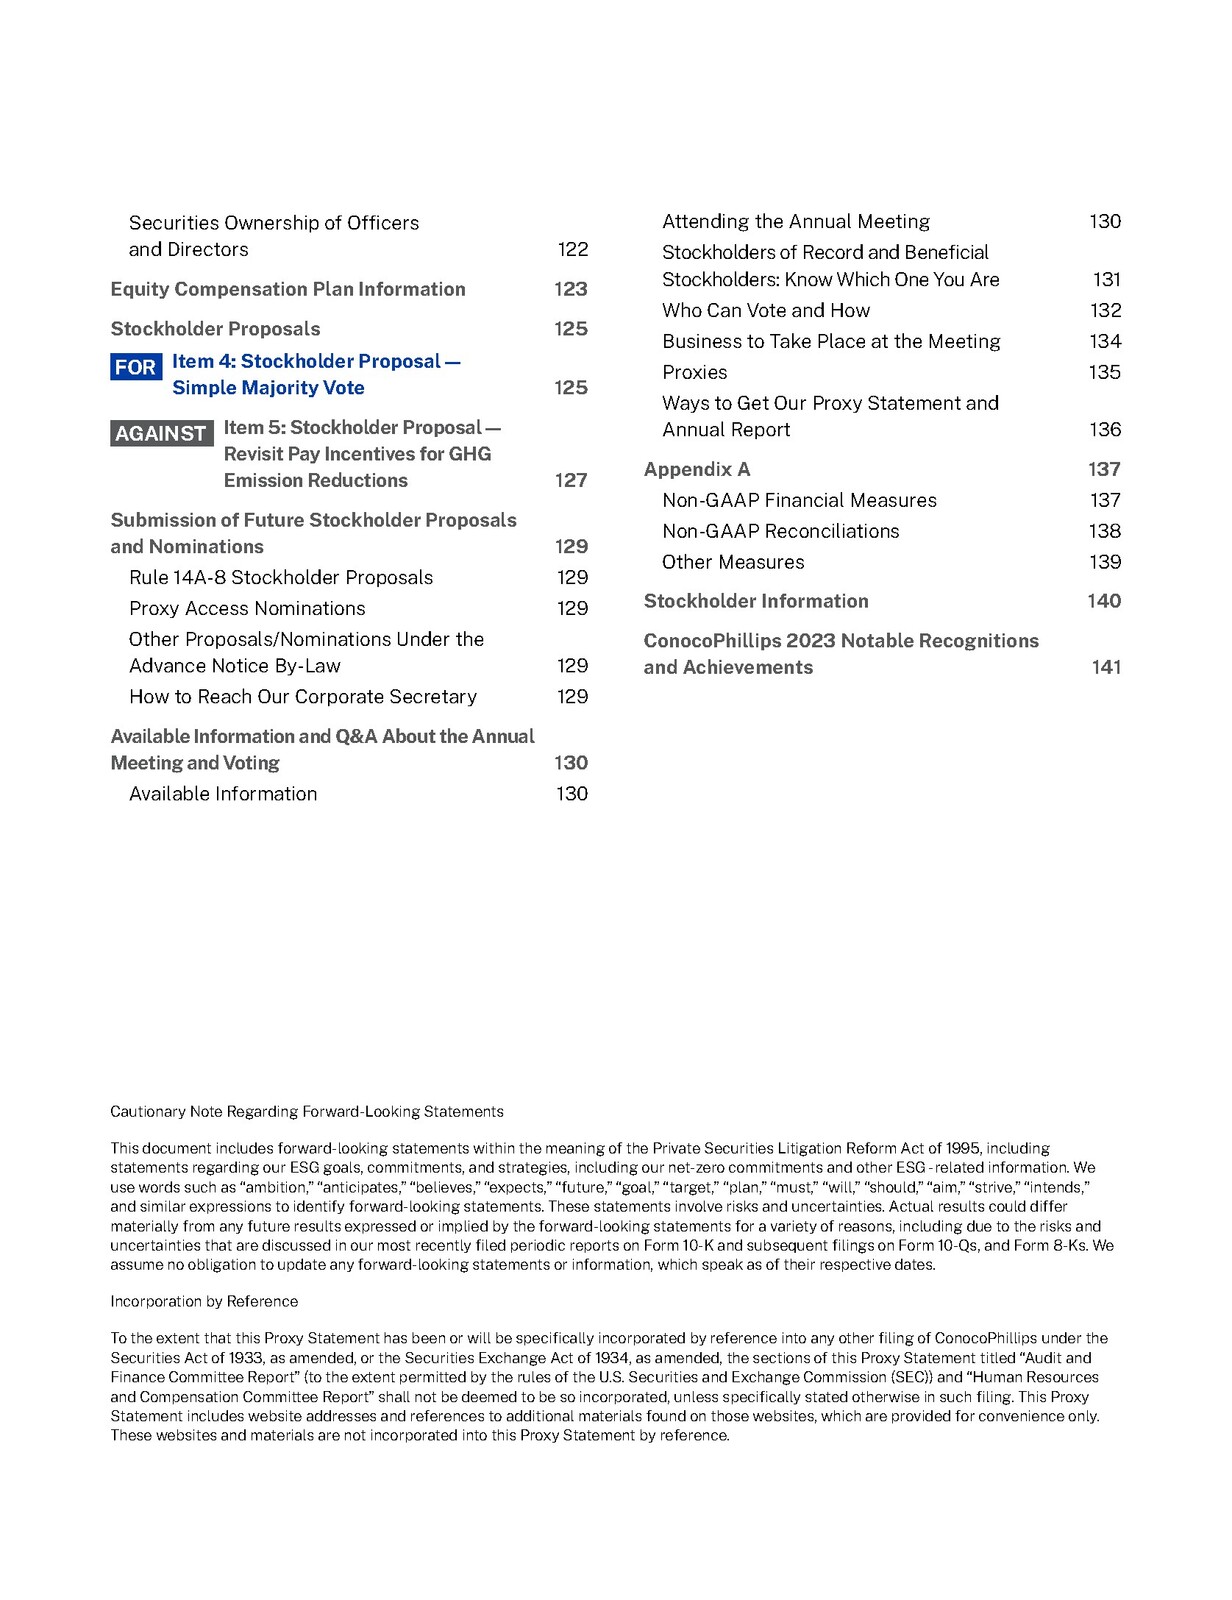 Securities Ownership of Officers
and Directors 122
Equity Compensation Plan Information 123
Stockholder Proposals 125
FOR Item 4: Stockholder Proposal —
Simple Majority Vote 125
AGAINST Item 5: Stockholder Proposal —
Revisit Pay Incentives for GHG
Emission Reductions 127
Submission of Future Stockholder Proposals
and Nominations 129
Rule 14A-8 Stockholder Proposals 129
Proxy Access Nominations 129
Other Proposals/Nominations Under the
Advance Notice By-Law 129
How to Reach Our Corporate Secretary 129
Available Information and Q&A About the Annual
Meeting and Voting 130
Available Information 130
Attending the Annual Meeting 130
Stockholders of Record and Beneficial
Stockholders: Know Which One You Are 131
Who Can Vote and How 132
Business to Take Place at the Meeting 134
Proxies 135
Ways to Get Our Proxy Statement and
Annual Report 136
Appendix A 137
Non-GAAP Financial Measures 137
Non-GAAP Reconciliations 138
Other Measures 139
Stockholder Information 140
ConocoPhillips 2023 Notable Recognitions
and Achievements 141
Cautionary Note Regarding Forward-Looking Statements
This document includes forward-looking statements within the meaning of the Private Securities Litigation Reform Act of 1995, including
statements regarding our ESG goals, commitments, and strategies, including our net-zero commitments and other ESG-related information. We
use words such as “ambition,” “anticipates,” “believes,” “expects,” “future,” “goal,” “target,” “plan,” “must,” “will,” “should,” “aim,” “strive,” “intends,”
and similar expressions to identify forward-looking statements. These statements involve risks and uncertainties. Actual results could differ
materially from any future results expressed or implied by the forward-looking statements for a variety of reasons, including due to the risks and
uncertainties that are discussed in our most recently filed periodic reports on Form 10-K and subsequent filings on Form 10-Qs, and Form 8-Ks. We
assume no obligation to update any forward-looking statements or information, which speak as of their respective dates.
Incorporation by Reference
To the extent that this Proxy Statement has been or will be specifically incorporated by reference into any other filing of ConocoPhillips under the
Securities Act of 1933, as amended, or the Securities Exchange Act of 1934, as amended, the sections of this Proxy Statement titled “Audit and
Finance Committee Report” (to the extent permitted by the rules of the U.S. Securities and Exchange Commission (SEC)) and “Human Resources
and Compensation Committee Report” shall not be deemed to be so incorporated, unless specifically stated otherwise in such filing. This Proxy
Statement includes website addresses and references to additional materials found on those websites, which are provided for convenience only.
These websites and materials are not incorporated into this Proxy Statement by reference.